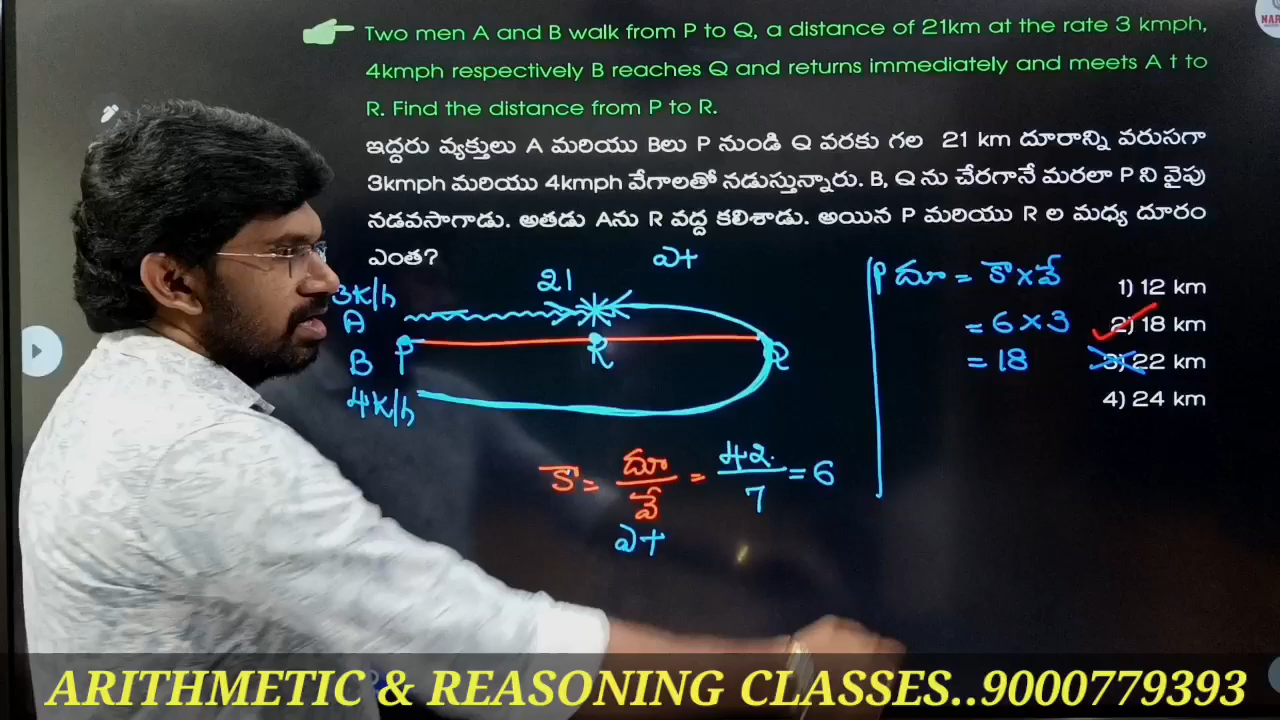 Two men A and B walk from P to Q, a distance of 21km at the rate 3 kmph,
4kmph respectively B reaches Q and returns immediately and meets A t to
R. Find the distance from P to R.
ఇద్దరు వ్యక్తులు A మరియు Bలు P నుండి Q వరకు గల 21 km దూరాన్ని వరుసగా
3kmph మరియు 4kmph వేగాలతో నడుస్తున్నారు. B, Q ను చేరగానే మరలా P ని వైపు
నడవసాగాడు. అతడు Aను R వద్ద కలిశాడు. అయిన P మరియు R ల మధ్య దూరం
ఎంత?
21
3k/h
A
B P R Q
4k/h
కా = దూ/వే = 42/7 = 6
P దూ = కా × వే
= 6 × 3
= 18
1) 12 km
2) 18 km
3) 22 km
4) 24 km
NAR
ARITHMETIC & REASONING CLASSES..9000779393